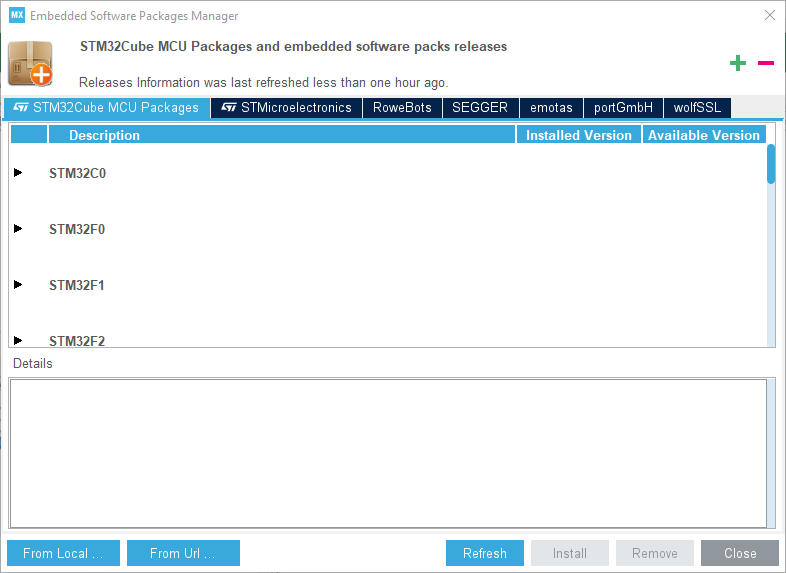 MX Embedded Software Packages Manager
STM32Cube MCU Packages and embedded software packs releases
Releases Information was last refreshed less than one hour ago.
STM32Cube MCU Packages STMicroelectronics RoweBots SEGGER emotas portGmbH wolfSSL
Description Installed Version Available Version
STM32C0
STM32F0
STM32F1
STM32F2
Details
From Local ... From Url ... Refresh Install Remove Close